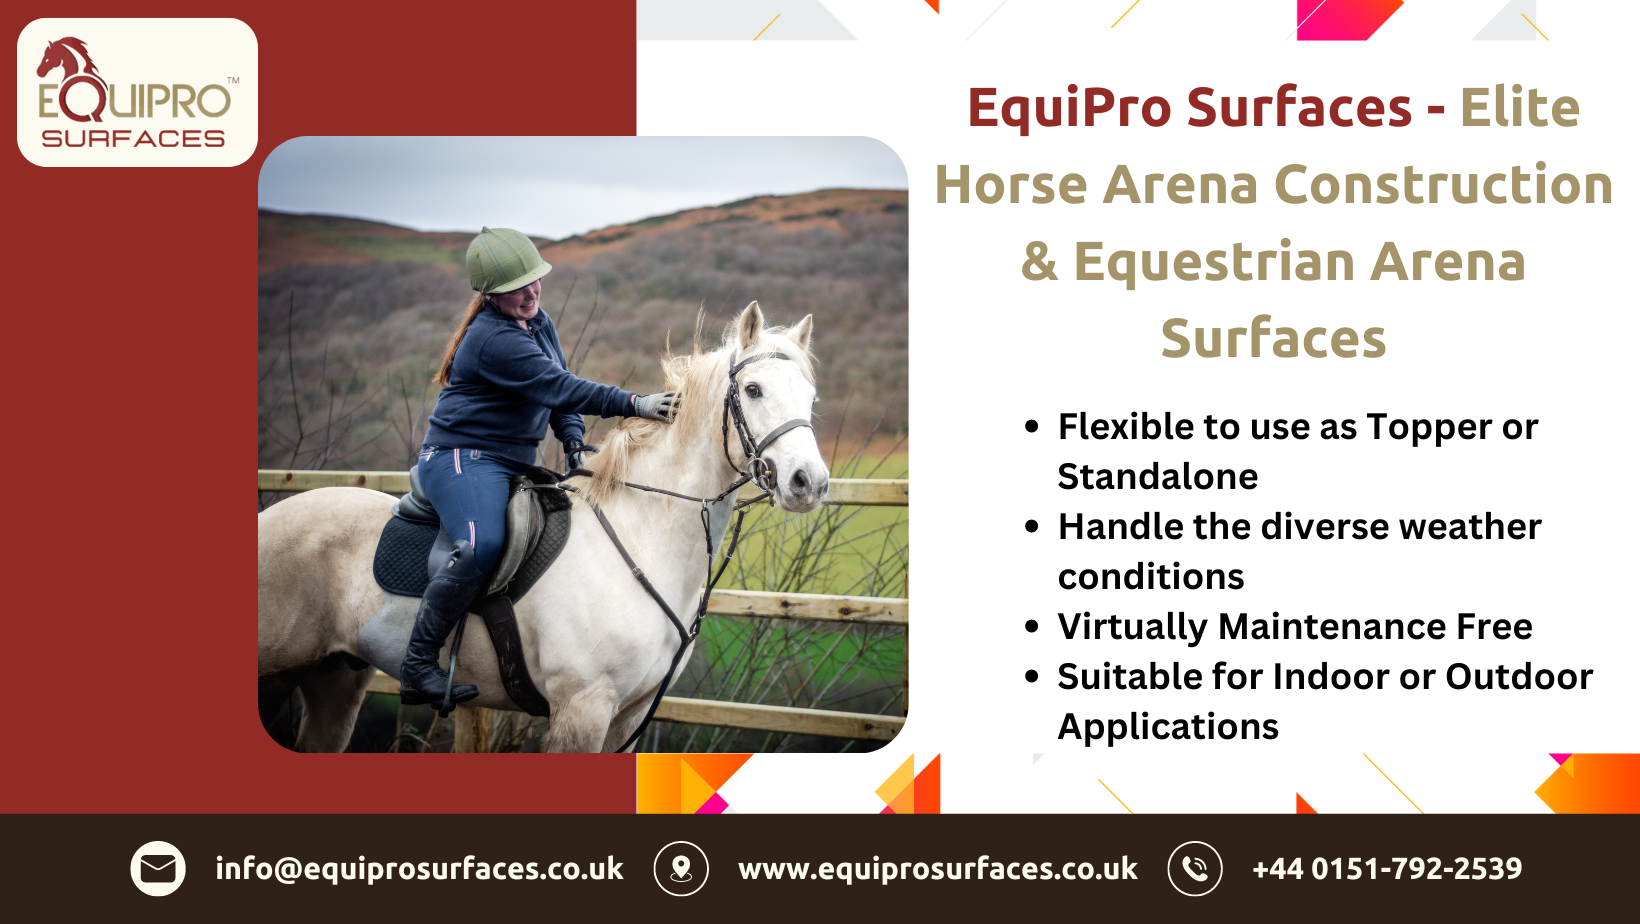 EQUIPRO™
SURFACES
EquiPro Surfaces - Elite
Horse Arena Construction
& Equestrian Arena
Surfaces
• Flexible to use as Topper or
Standalone
• Handle the diverse weather
conditions
• Virtually Maintenance Free
• Suitable for Indoor or Outdoor
Applications
info@equiprosurfaces.co.uk
www.equiprosurfaces.co.uk
+44 0151-792-2539